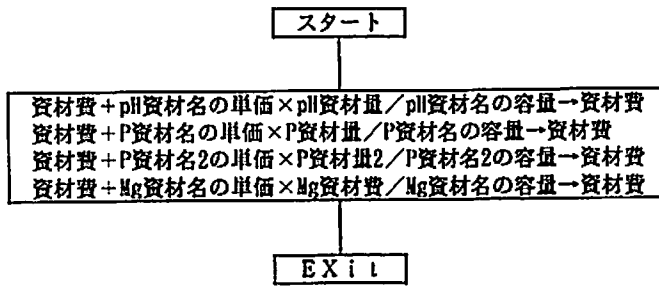 スタート
資材費+pH資材名の単価×pH資材量/pH資材名の容量→資材費
資材費+P資材名の単価×P資材量/P資材名の容量→資材費
資材費+P資材名2の単価×P資材量2/P資材名2の容量→資材費
資材費+Mg資材名の単価×Mg資材費/Mg資材名の容量→資材費
EXit